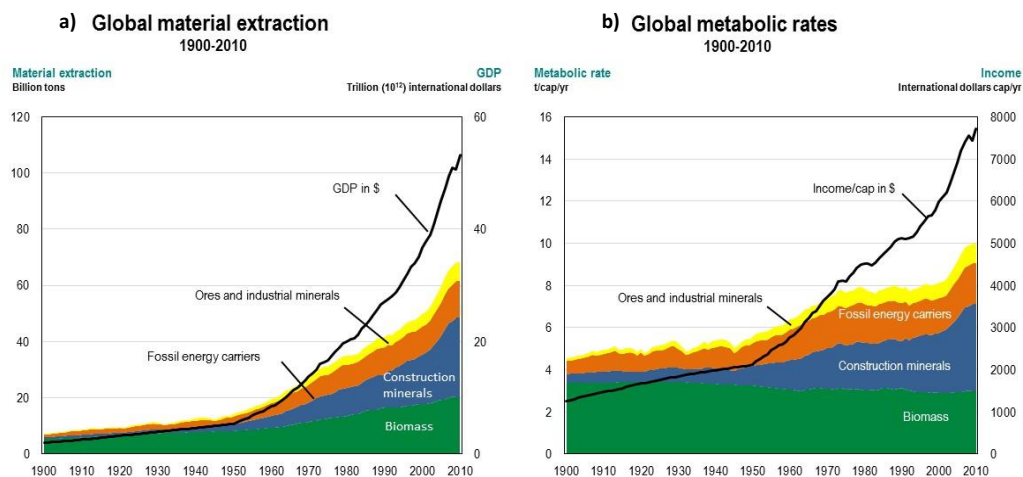 a) Global material extraction
1900-2010
Material extraction
GDP
Billion tons
Trillion (10¹²) international dollars
120
100
80
60
40
20
0
60
40
20
0
GDP in $
Ores and industrial minerals
Fossil energy carriers
Construction
minerals
Biomass
1900 1910 1920 1930 1940 1950 1960 1970 1980 1990 2000 2010
b) Global metabolic rates
1900-2010
Metabolic rate
Income
t/cap/yr
International dollars cap/yr
16
14
12
10
8
6
4
2
0
8000
7000
6000
5000
4000
3000
2000
1000
0
Income/cap in $
Ores and industrial minerals
Fossil energy carriers
Construction minerals
Biomass
1900 1910 1920 1930 1940 1950 1960 1970 1980 1990 2000 2010